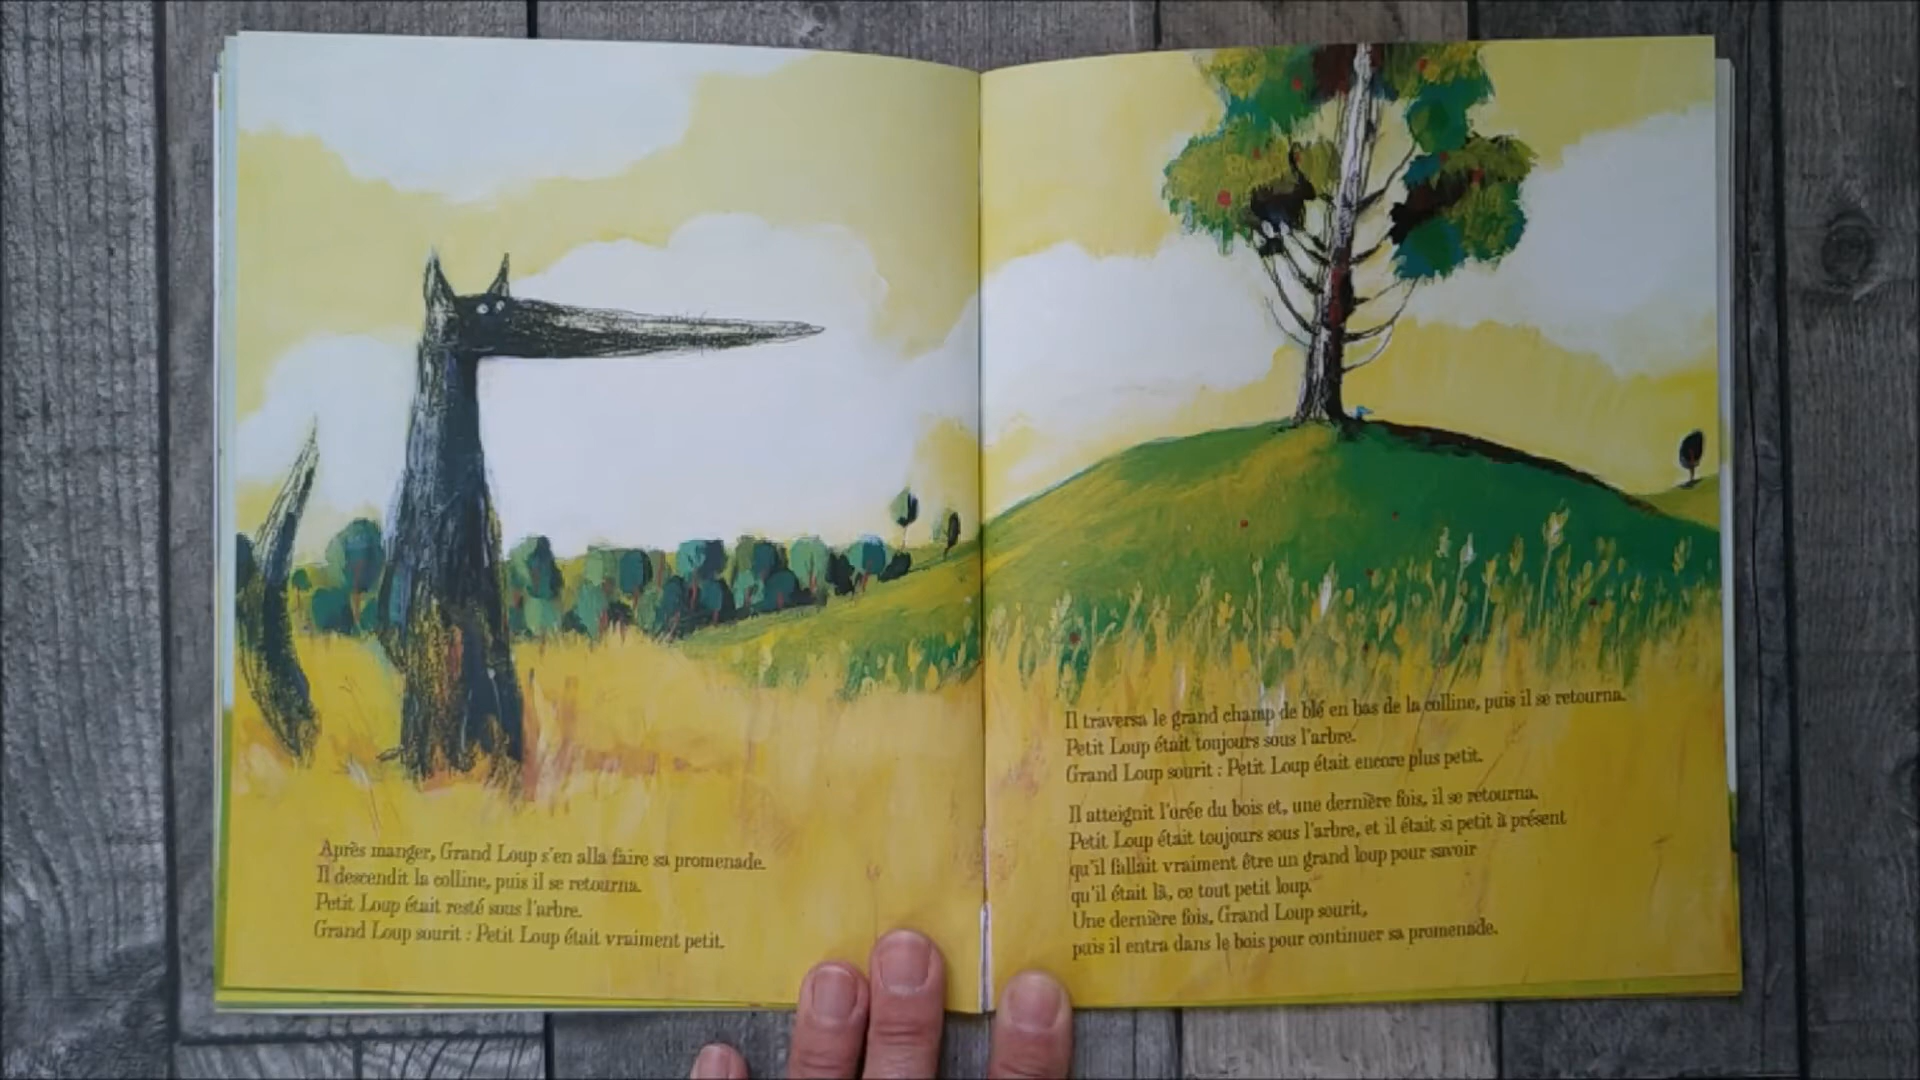 Après manger, Grand Loup s'en alla faire sa promenade.
Il descendit la colline, puis il se retourna.
Petit Loup était resté sous l'arbre.
Grand Loup sourit : Petit Loup était vraiment petit.
Il traversa le grand champ de blé en bas de la colline, puis il se retourna.
Petit Loup était toujours sous l'arbre.
Grand Loup sourit : Petit Loup était encore plus petit.
Il atteignit l'orée du bois et, une dernière fois, il se retourna.
Petit Loup était toujours sous l'arbre, et il était si petit à présent
qu'il fallait vraiment être un grand loup pour savoir
qu'il était là, ce tout petit loup.
Une dernière fois, Grand Loup sourit,
puis il entra dans le bois pour continuer sa promenade.